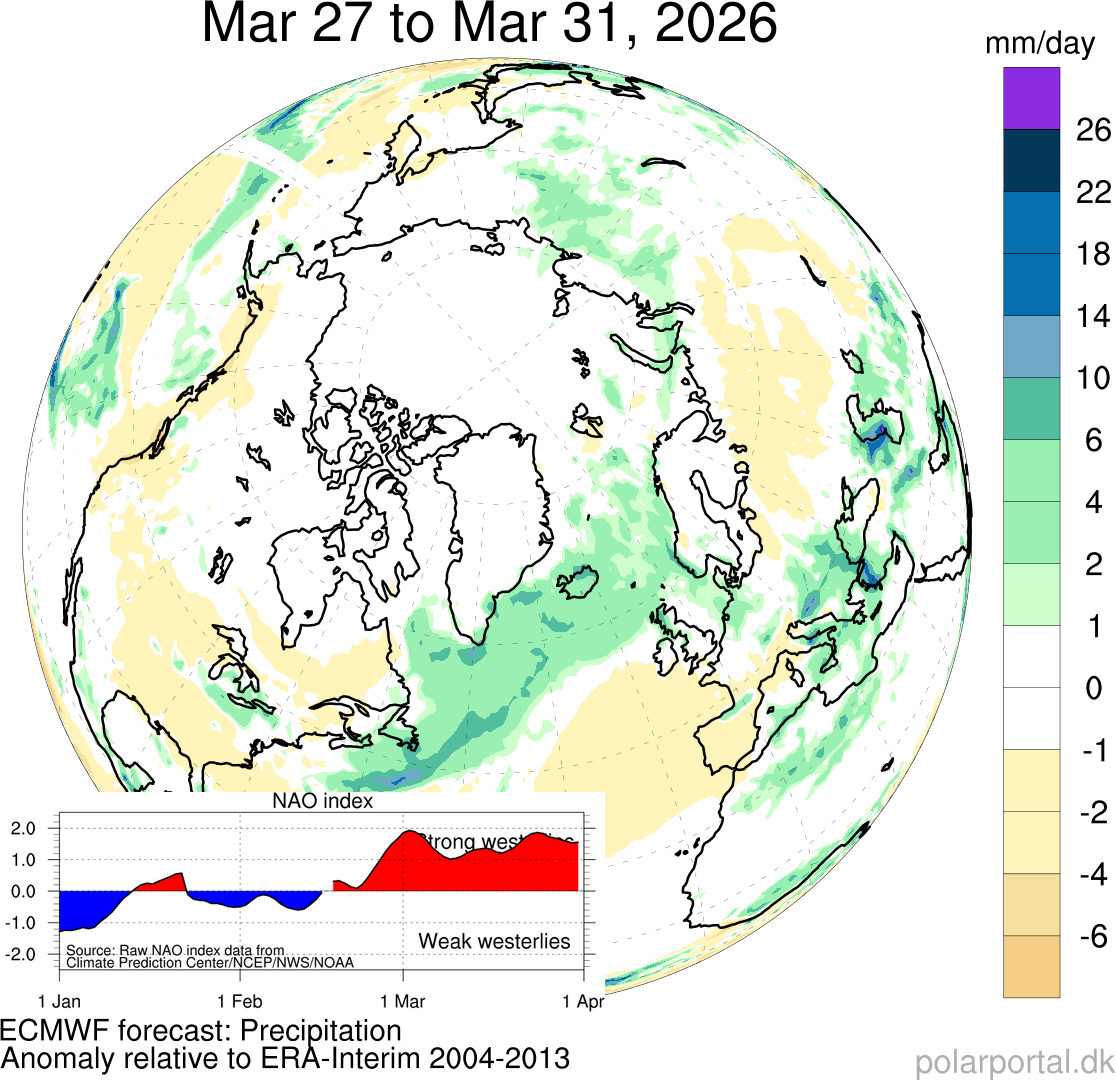 Mar 27 to Mar 31, 2026
mm/day
26
22
18
14
10
6
4
2
1
0
-1
-2
-4
-6
NAO index
2.0
1.0
0.0
-1.0
-2.0
Strong westerlies
Weak westerlies
Source: Raw NAO index data from
Climate Prediction Center/NCEP/NWS/NOAA
1 Jan
1 Feb
1 Mar
1 Apr
ECMWF forecast: Precipitation
Anomaly relative to ERA-Interim 2004-2013
polarportal.dk